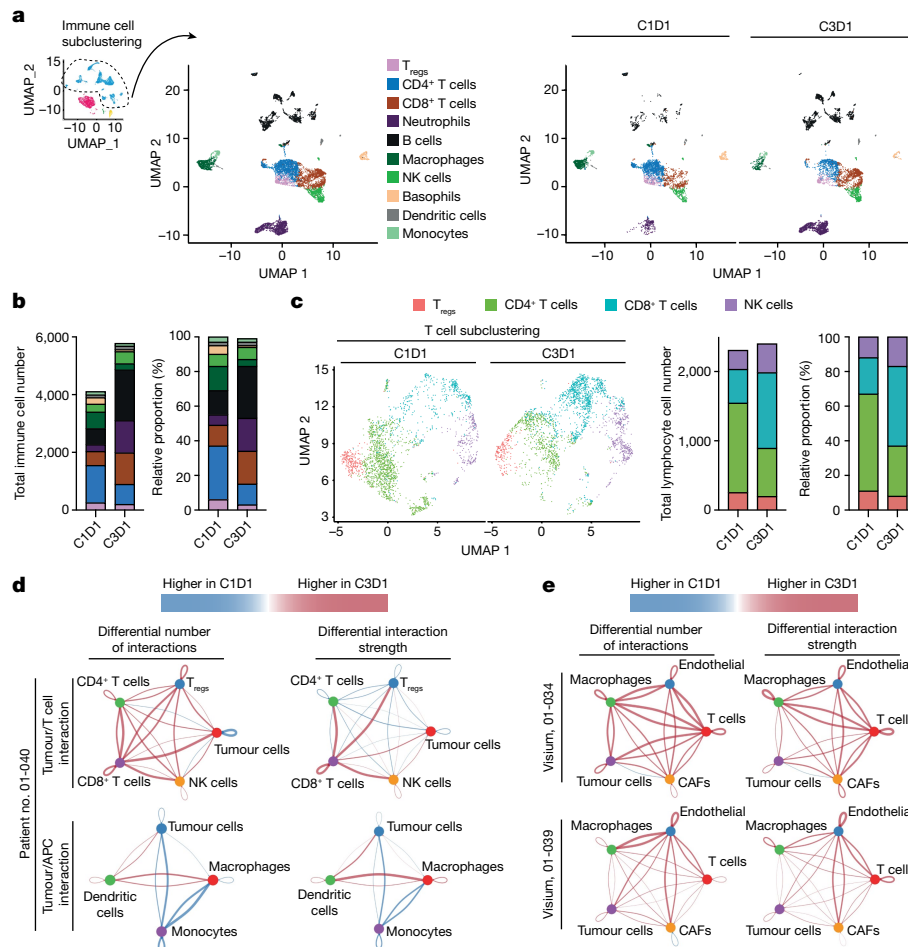 a
Immune cell
subclustering
UMAP_2
15
0
−10
−10 0 10
UMAP_1
UMAP 2
20
10
0
−10
−10 0 10
UMAP 1
Tregs
CD4+ T cells
CD8+ T cells
Neutrophils
B cells
Macrophages
NK cells
Basophils
Dendritic cells
Monocytes
C1D1 C3D1
UMAP 2
20
10
0
−10
−10 0 10 −10 0 10
UMAP 1
b
Total immune cell number
6,000
4,000
2,000
0
C1D1 C3D1
Relative proportion (%)
100
80
60
40
20
0
C1D1 C3D1
c
Tregs CD4+ T cells CD8+ T cells NK cells
T cell subclustering
C1D1 C3D1
UMAP 2
15
12
9
6
3
−5 0 5 −5 0 5
UMAP 1
Total lymphocyte cell number
2,000
1,000
0
C1D1 C3D1
Relative proportion (%)
100
80
60
40
20
0
C1D1 C3D1
d
Higher in C1D1 Higher in C3D1
Differential number
of interactions
Differential interaction
strength
Patient no. 01-040
Tumour/T cell
interaction
CD4+ T cells
Tregs
Tumour cells
CD8+ T cells
NK cells
CD4+ T cells
Tregs
Tumour cells
CD8+ T cells
NK cells
Tumour/APC
interaction
Tumour cells
Macrophages
Dendritic
cells
Monocytes
Tumour cells
Macrophages
Dendritic
cells
Monocytes
e
Higher in C1D1 Higher in C3D1
Differential number
of interactions
Differential interaction
strength
Visium, 01-034
Endothelial
Macrophages
T cells
Tumour cells
CAFs
Endothelial
Macrophages
T cells
Tumour cells
CAFs
Visium, 01-039
Endothelial
Macrophages
T cells
Tumour cells
CAFs
Endothelial
Macrophages
T cells
Tumour cells
CAFs